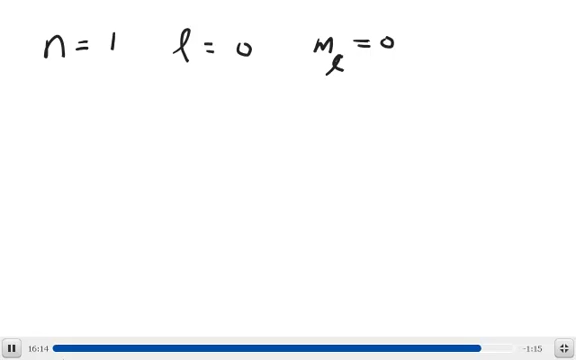 n = 1 ℓ = 0 m_ℓ = 0
16:14 -1:15